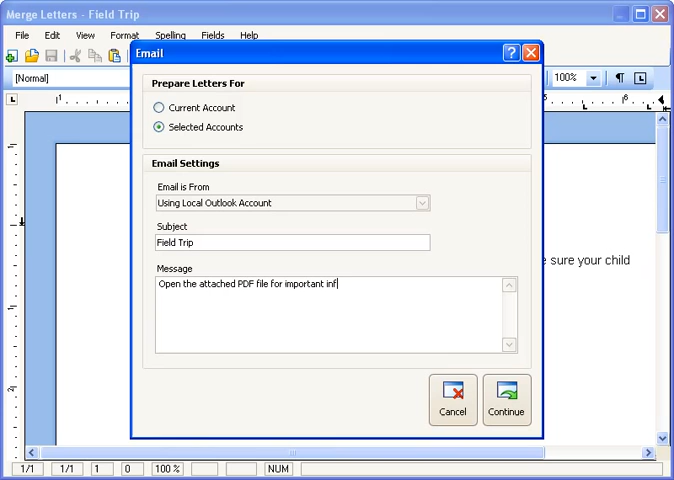 Merge Letters - Field Trip
File Edit View Format Spelling Fields Help
Email
[Normal]
100%
Prepare Letters For
Current Account
Selected Accounts
Email Settings
Email is From
Using Local Outlook Account
Subject
Field Trip
e sure your child
Message
Open the attached PDF file for important inf
Cancel Continue
1/1 1/1 1 0 100 % NUM